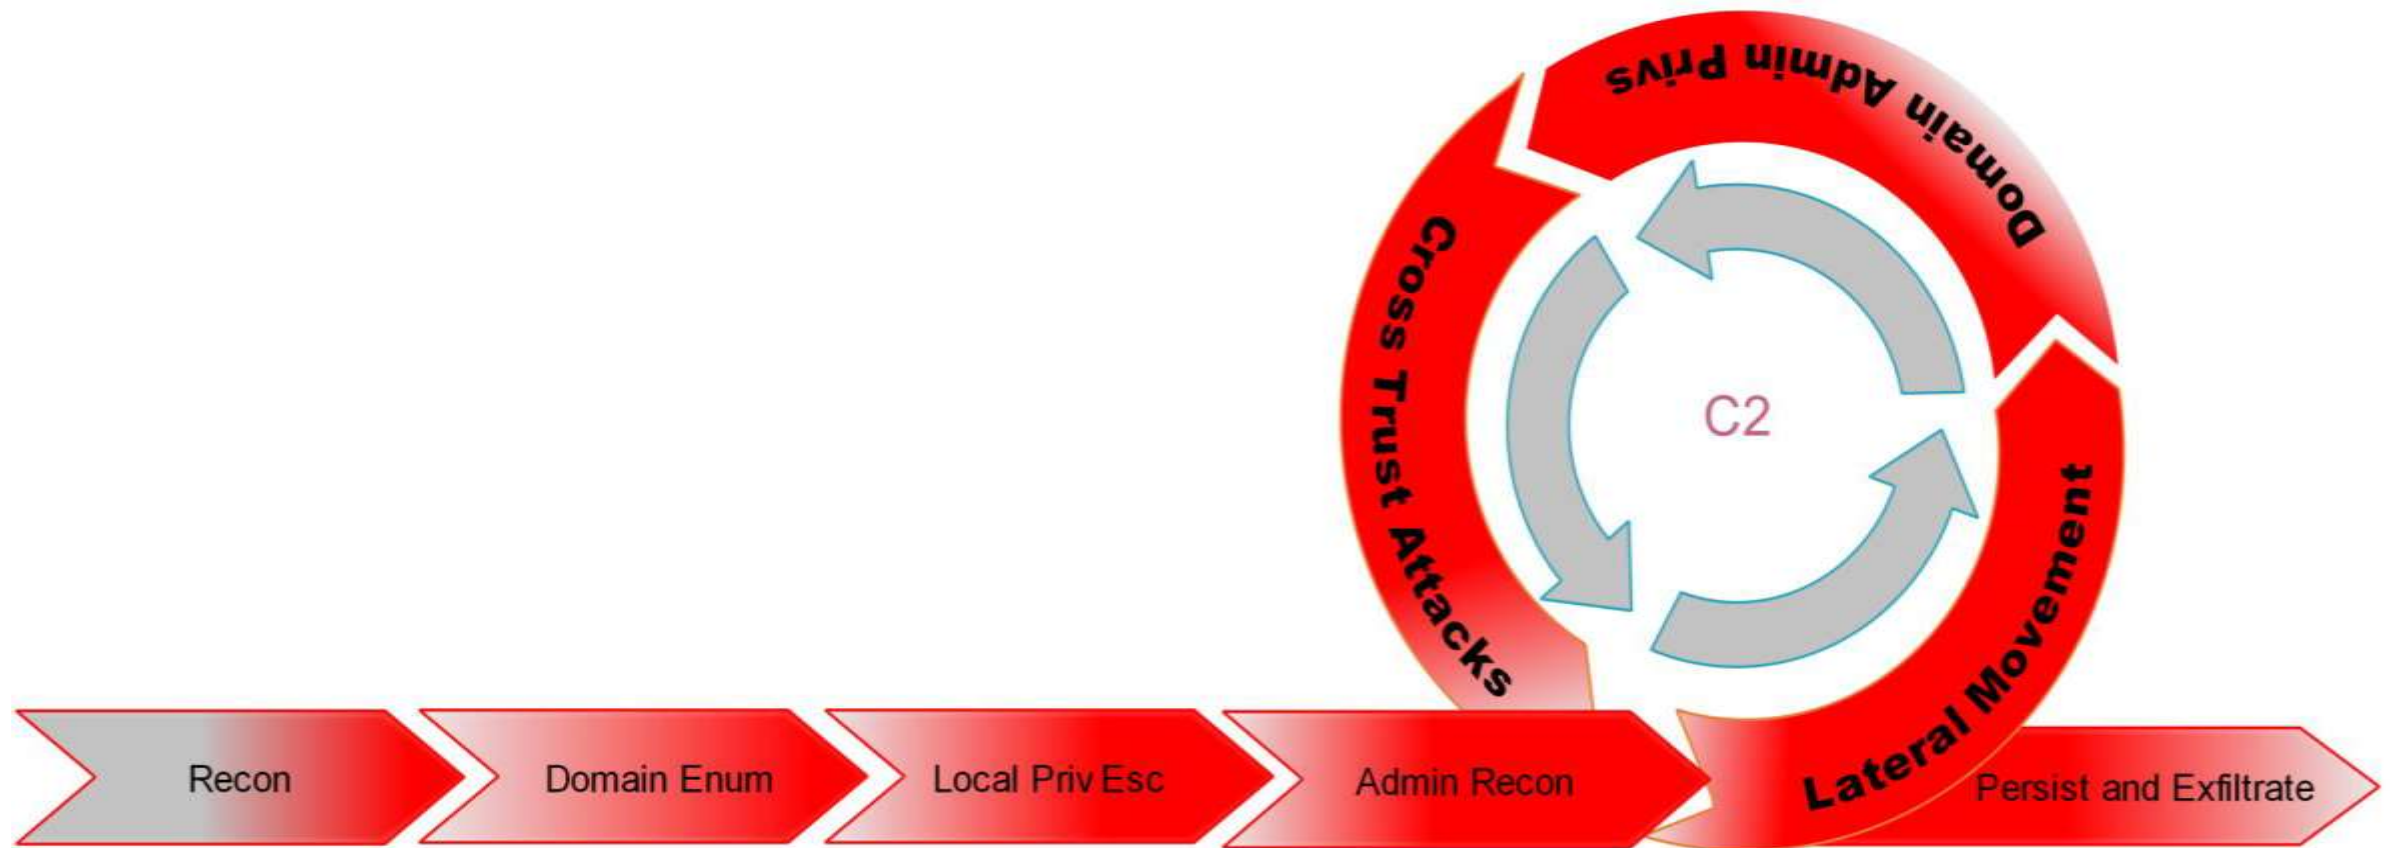 Domain Admin Privs
Cross Trust Attacks
C2
Lateral Movement
Recon
Domain Enum
Local Priv Esc
Admin Recon
Persist and Exfiltrate